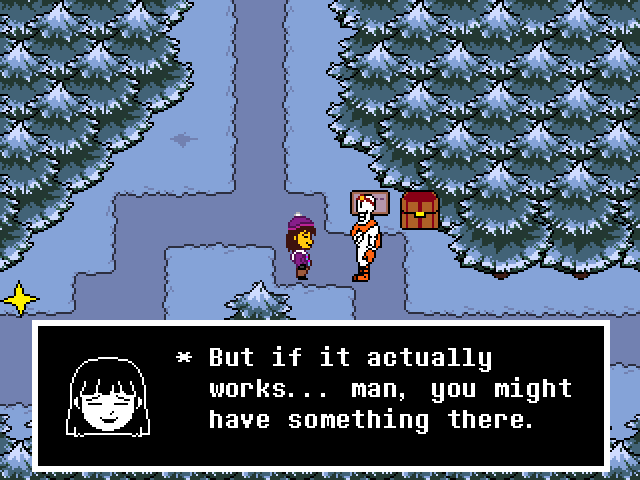 * But if it actually
works... man, you might
have something there.